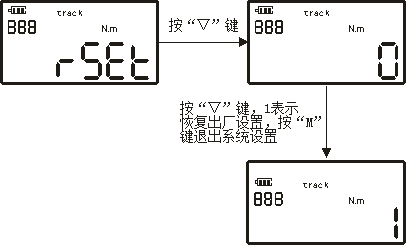 track
888
N.m
rSEt
按“▽”键
track
888
N.m
0
按“▽”键，1表示
恢复出厂设置，按“M”
键退出系统设置
track
888
N.m
1